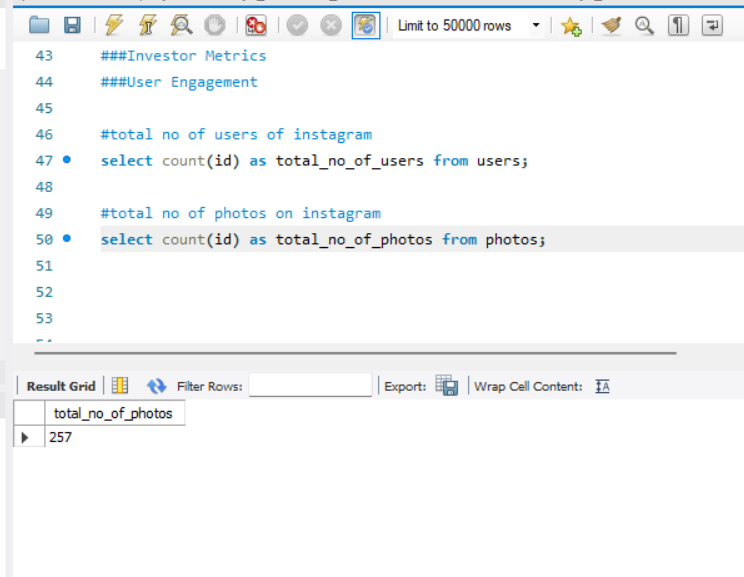 Limit to 50000 rows
43 ###Investor Metrics
44 ###User Engagement
45
46 #total no of users of instagram
47 select count(id) as total_no_of_users from users;
48
49 #total no of photos on instagram
50 select count(id) as total_no_of_photos from photos;
51
52
53
Result Grid Filter Rows: Export: Wrap Cell Content:
total_no_of_photos
257